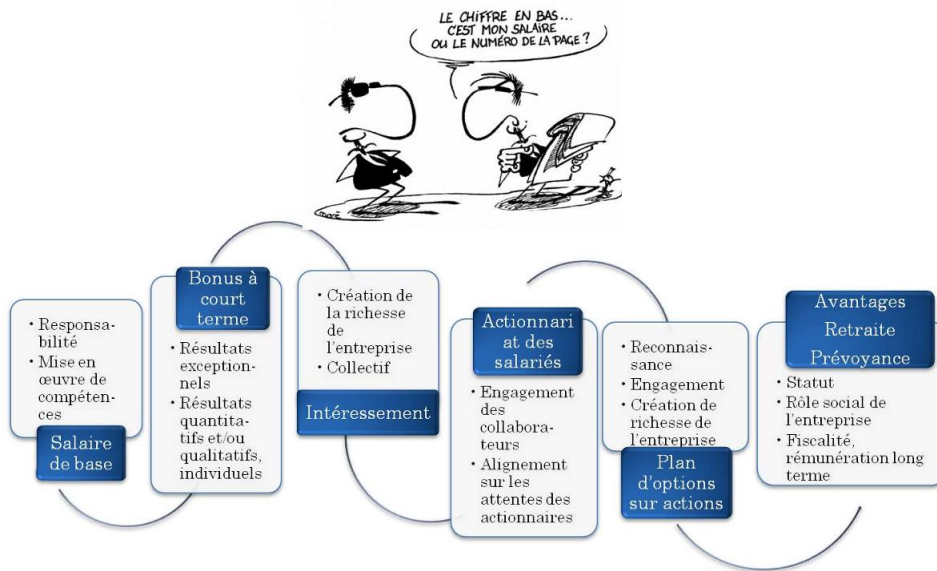 LE CHIFFRE EN BAS...
C'EST MON SALAIRE
OU LE NUMÉRO DE LA PAGE ?
• Responsa-
bilité
• Mise en
œuvre de
compéten-
ces
Salaire
de base
Bonus à
court
terme
• Résultats
exception-
nels
• Résultats
quantita-
tifs et/ou
qualitatifs,
individuels
• Création de
la richesse
de
l'entreprise
• Collectif
Intéressement
Actionnari
at des
salariés
• Engagement
des
collabora-
teurs
• Alignement
sur les
attentes des
actionnaires
• Reconnais-
sance
• Engagement
• Création de
richesse de
l'entreprise
Plan
d'options
sur actions
Avantages
Retraite
Prévoyance
• Statut
• Rôle social de
l'entreprise
• Fiscalité,
rémunération long
terme